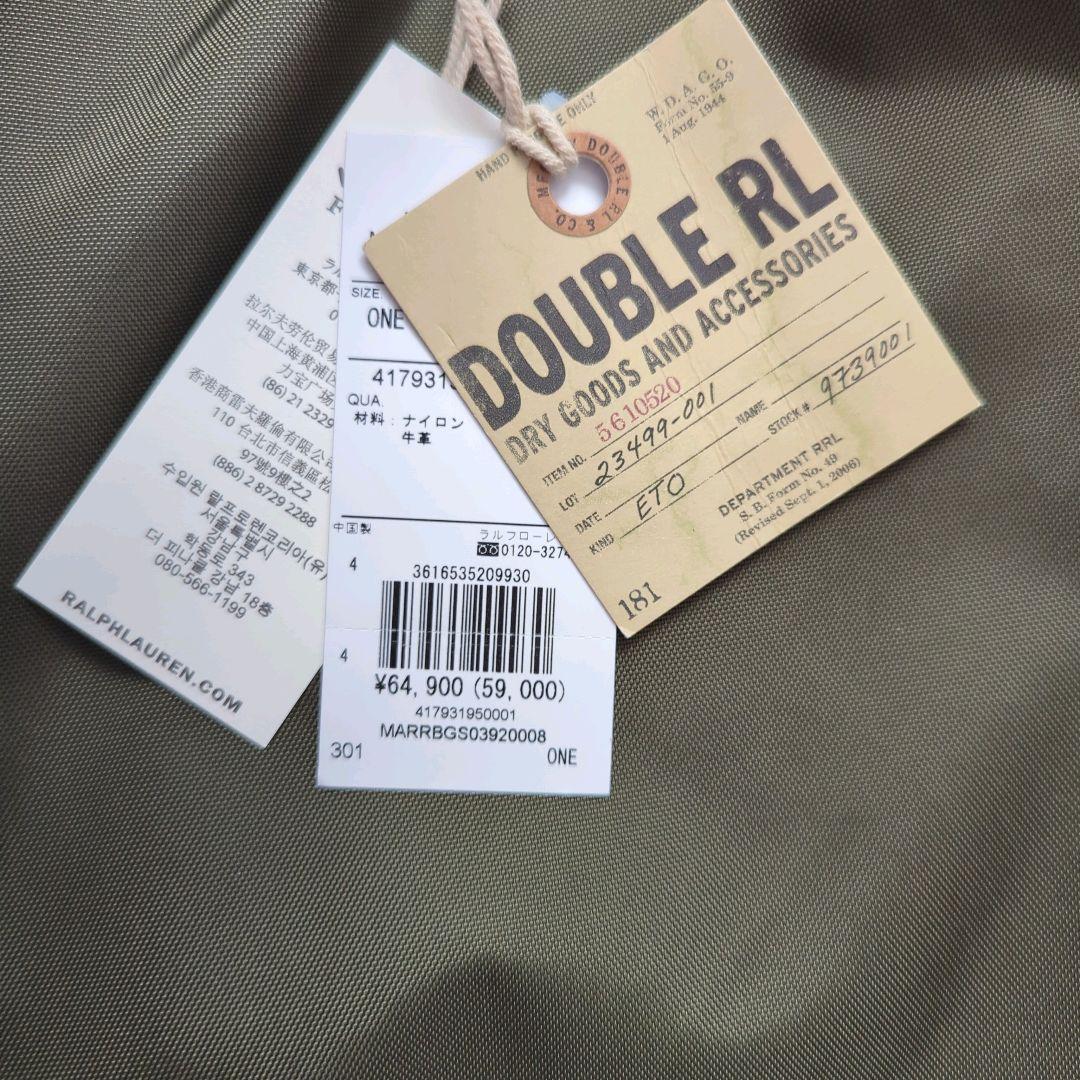 東京都
拉尔夫劳伦贸易
中国上海黄浦区
力宝广场
(86) 21 2329
香港商雷夫羅倫有限公司
110 台北市信義區松
97號9樓之2
(886) 2 8729 2288
수입원 랄프로렌코리아(유)
서울특별시
강남구
학동로 343
더 피나클 강남 18층
080-566-1199
RALPHLAUREN.COM
SIZE
ONE
QUA.
材料:ナイロン
牛革
中国製
ラルフローレ
0120-3274
4
3616535209930
4
¥64,900 (59,000)
417931950001
MARRBGS03920008
301
ONE
HAND
ONLY
W. D. A. G. O.
Form No. 55-9
1 Aug. 1944
DOUBLE RL & CO.
DOUBLE RL
DRY GOODS AND ACCESSORIES
ITEM NO. 5610520
LOT 23499-001 NAME
DATE ETO STOCK# 9739001
KIND
DEPARTMENT RRL
S. B. Form No. 49
(Revised Sept. 1, 2006)
181